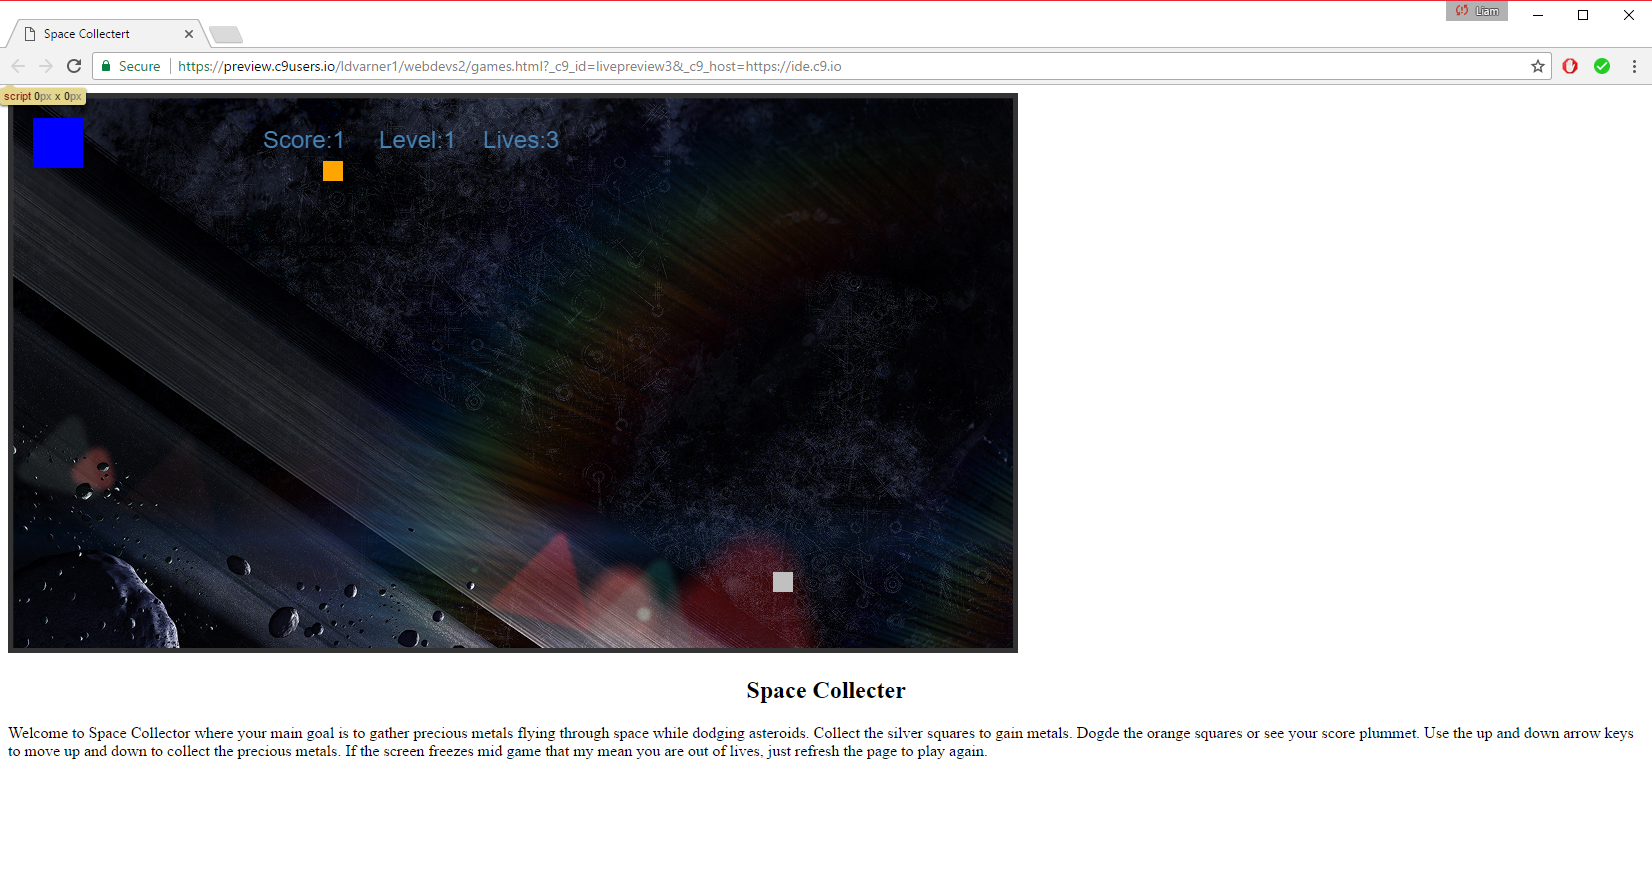 Liam
Space Collectert
Secure https://preview.c9users.io/ldvarner1/webdevs2/games.html?_c9_id=livepreview3&_c9_host=https://ide.c9.io
script 0px x 0px
Score:1 Level:1 Lives:3
Space Collecter
Welcome to Space Collector where your main goal is to gather precious metals flying through space while dodging asteroids. Collect the silver squares to gain metals. Dogde the orange squares or see your score plummet. Use the up and down arrow keys
to move up and down to collect the precious metals. If the screen freezes mid game that my mean you are out of lives, just refresh the page to play again.